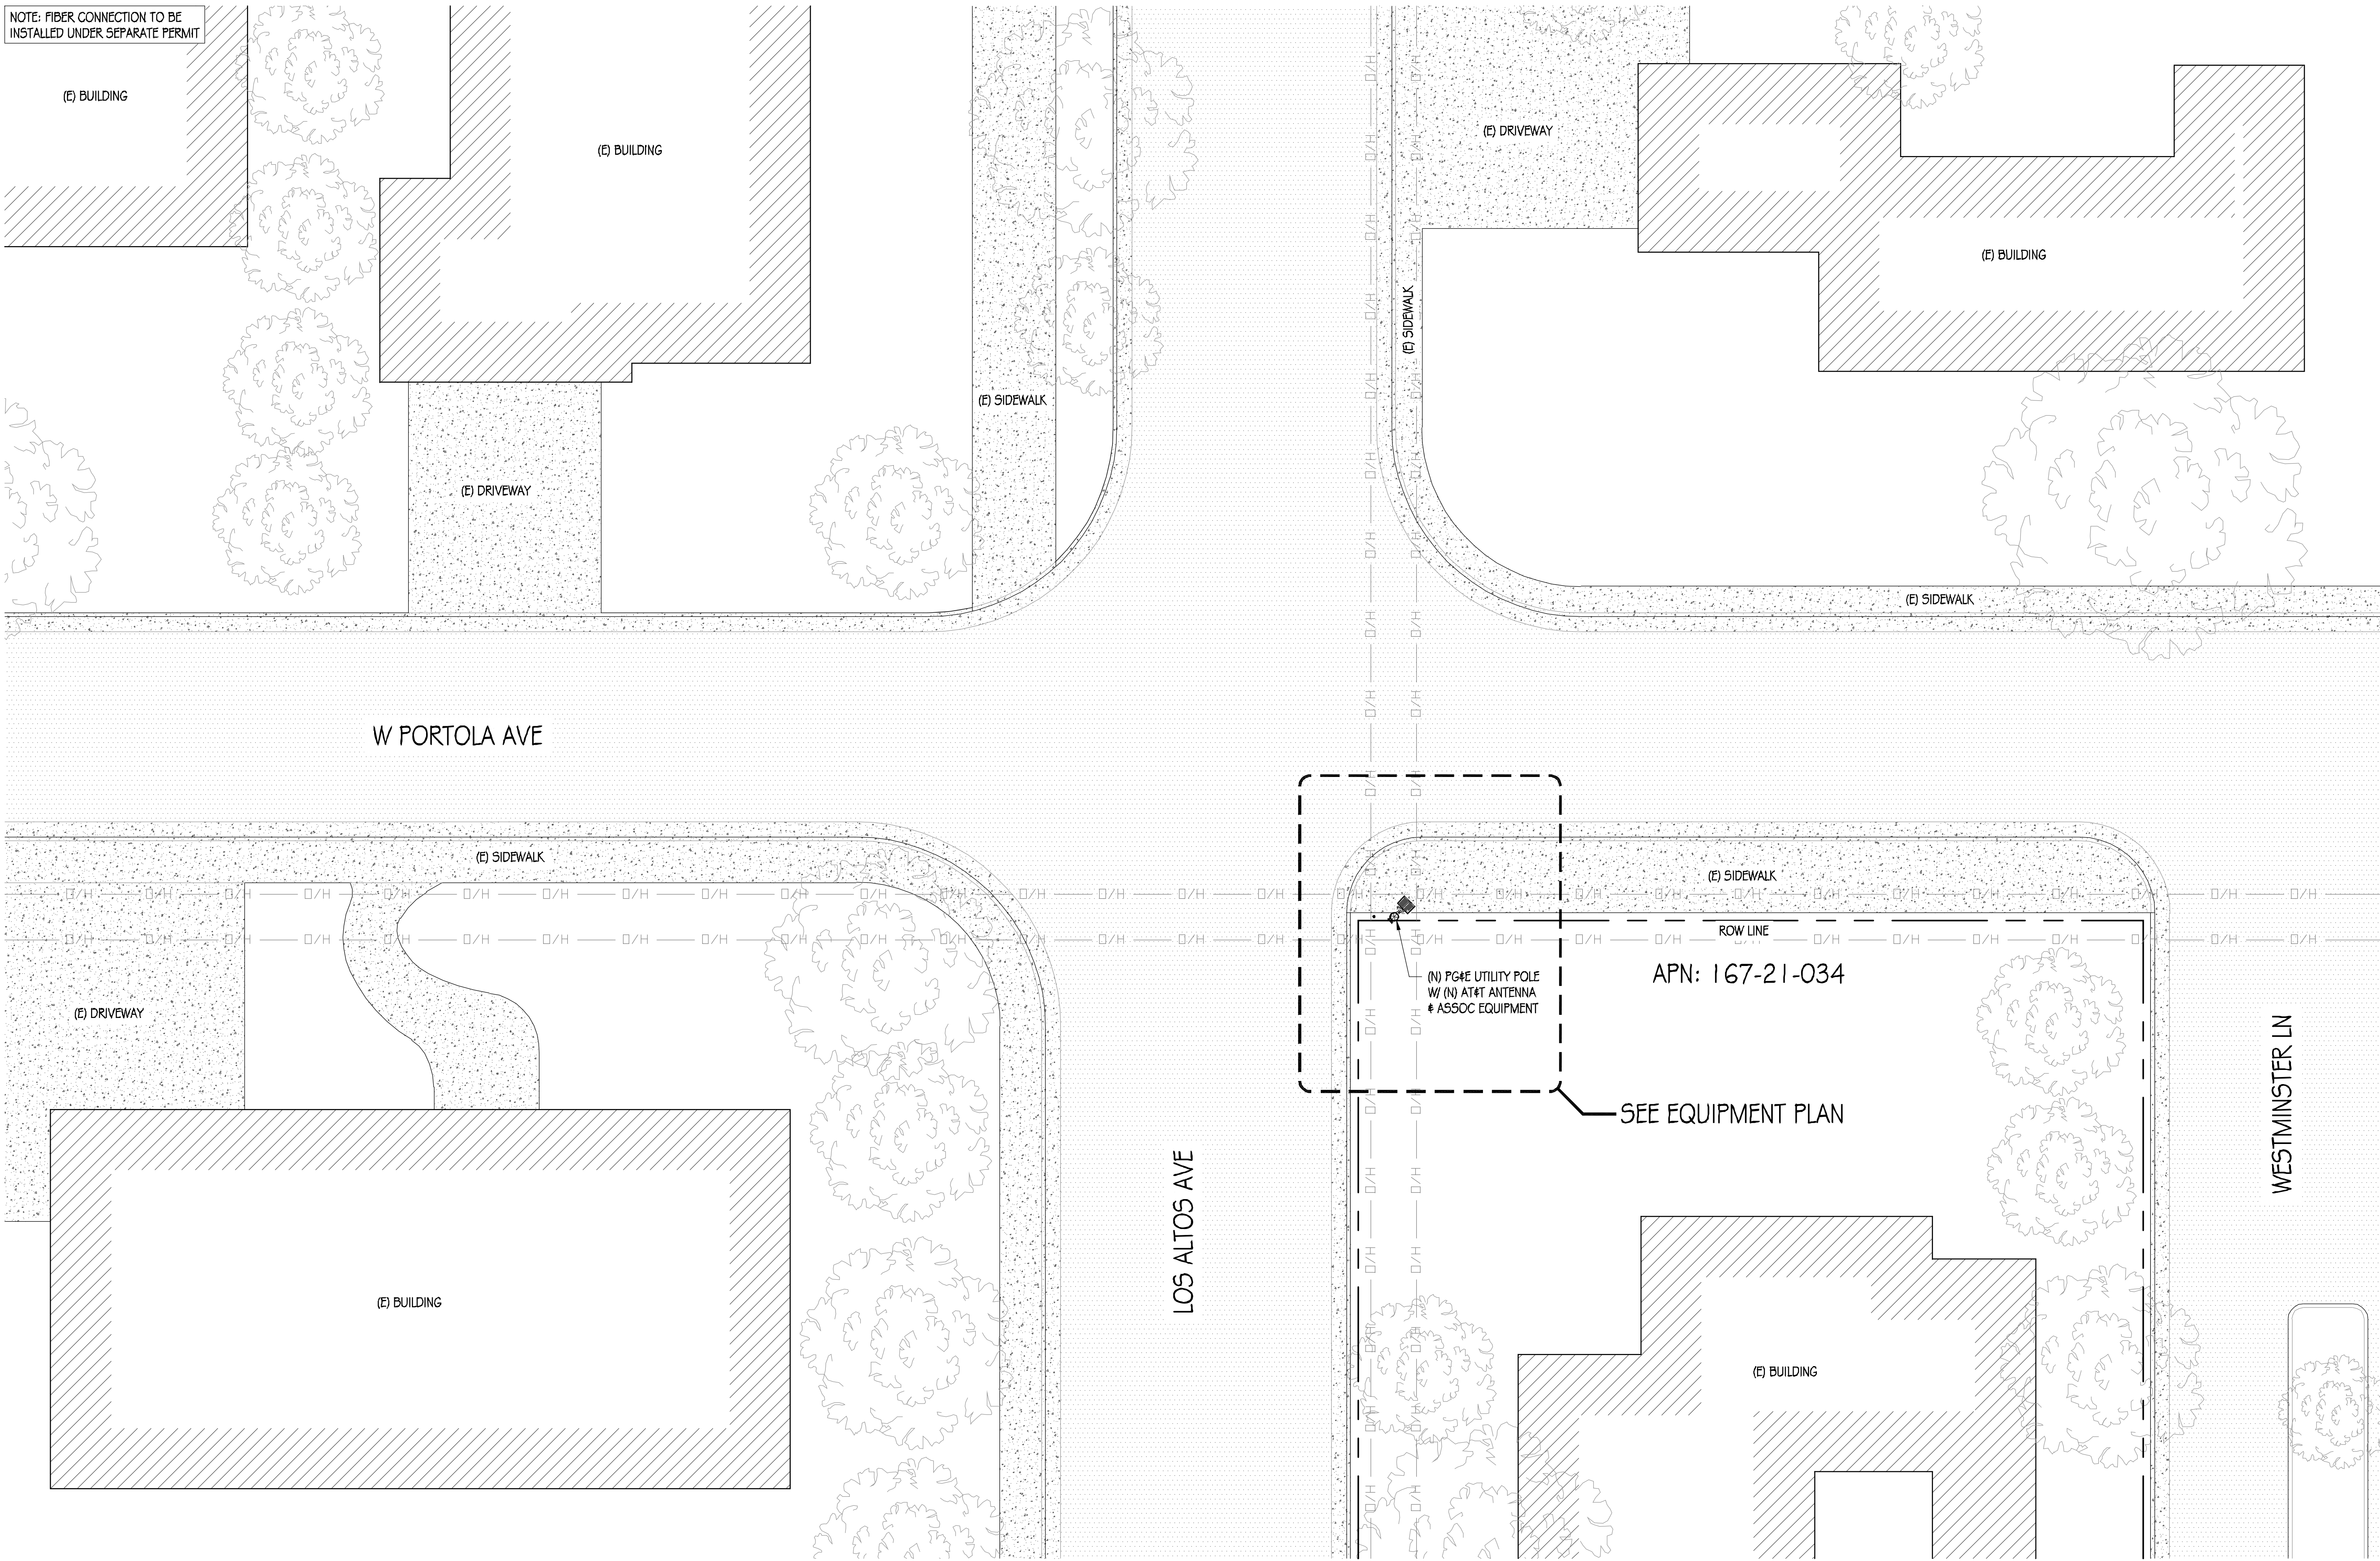 NOTE: FIBER CONNECTION TO BE
INSTALLED UNDER SEPARATE PERMIT
(E) BUILDING
(E) BUILDING
(E) DRIVEWAY
(E) BUILDING
(E) SIDEWALK
(E) SIDEWALK
(E) DRIVEWAY
(E) SIDEWALK
W PORTOLA AVE
(E) SIDEWALK
(E) SIDEWALK
ROW LINE
(N) PG&E UTILITY POLE
W/ (N) AT&T ANTENNA
& ASSOC EQUIPMENT
APN: 167-21-034
(E) DRIVEWAY
SEE EQUIPMENT PLAN
WESTMINSTER LN
LOS ALTOS AVE
(E) BUILDING
(E) BUILDING